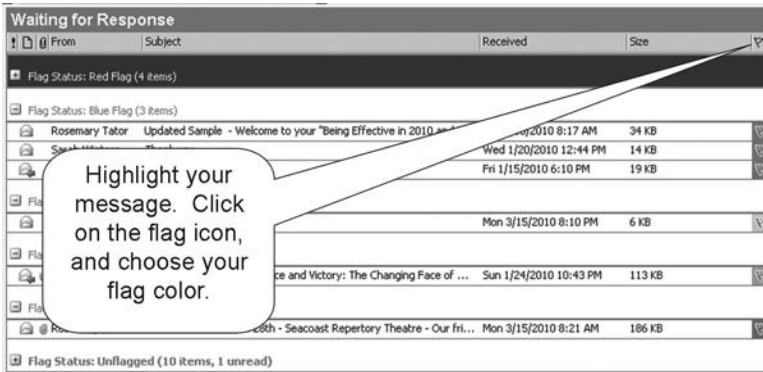 Waiting for Response
! From Subject Received Size
Flag Status: Red Flag (4 items)
Flag Status: Blue Flag (3 items)
Rosemary Tator Updated Sample - Welcome to your "Being Effective in 2010 and /2010 8:17 AM 34 KB
Wed 1/20/2010 12:44 PM 14 KB
Fri 1/15/2010 6:10 PM 19 KB
Highlight your
message. Click
on the flag icon,
and choose your
flag color.
Mon 3/15/2010 8:10 PM 6 KB
ce and Victory: The Changing Face of ... Sun 1/24/2010 10:43 PM 113 KB
- Seacoast Repertory Theatre - Our fri... Mon 3/15/2010 8:21 AM 186 KB
Flag Status: Unflagged (10 items, 1 unread)